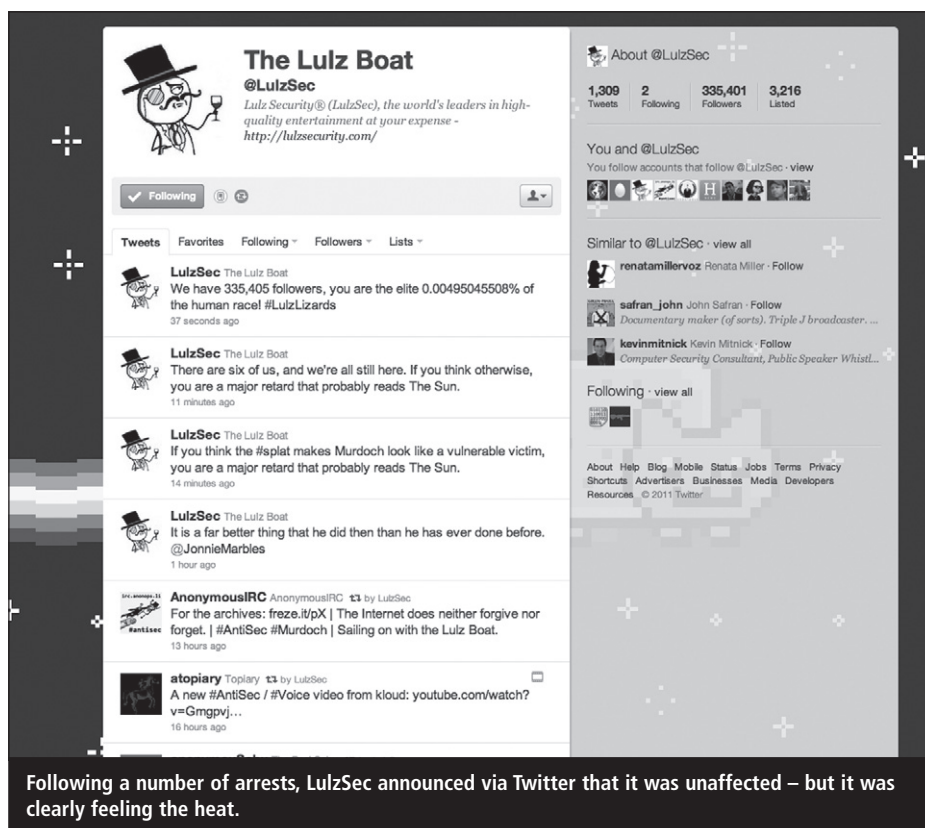 The Lulz Boat
@LulzSec
Lulz Security® (LulzSec), the world's leaders in high-
quality entertainment at your expense -
http://lulzsecurity.com/
Following
Tweets Favorites Following Followers Lists
LulzSec The Lulz Boat
We have 335,405 followers, you are the elite 0.00495045508% of
the human race! #LulzLizards
37 seconds ago
LulzSec The Lulz Boat
There are six of us, and we're all still here. If you think otherwise,
you are a major retard that probably reads The Sun.
11 minutes ago
LulzSec The Lulz Boat
If you think the #splat makes Murdoch look like a vulnerable victim,
you are a major retard that probably reads The Sun.
14 minutes ago
LulzSec The Lulz Boat
It is a far better thing that he did then than he has ever done before.
@JonnieMarbles
1 hour ago
irc.anonops.li
#antisec
AnonymousIRC AnonymousIRC by LulzSec
For the archives: freze.it/pX | The Internet does neither forgive nor
forget. | #AntiSec #Murdoch | Sailing on with the Lulz Boat.
13 hours ago
atopiary Topiary by LulzSec
A new #AntiSec / #Voice video from kloud: youtube.com/watch?
v=Gmgpvj…
16 hours ago
About @LulzSec
1,309 2 335,401 3,216
Tweets Following Followers Listed
You and @LulzSec
You follow accounts that follow @LulzSec · view
H
Similar to @LulzSec · view all
renatamillervoz Renata Miller · Follow
safran_john John Safran · Follow
Documentary maker (of sorts). Triple J broadcaster. ...
kevinmitnick Kevin Mitnick · Follow
Computer Security Consultant, Public Speaker Whistl...
Following · view all
About Help Blog Mobile Status Jobs Terms Privacy
Shortcuts Advertisers Businesses Media Developers
Resources © 2011 Twitter
Following a number of arrests, LulzSec announced via Twitter that it was unaffected – but it was
clearly feeling the heat.